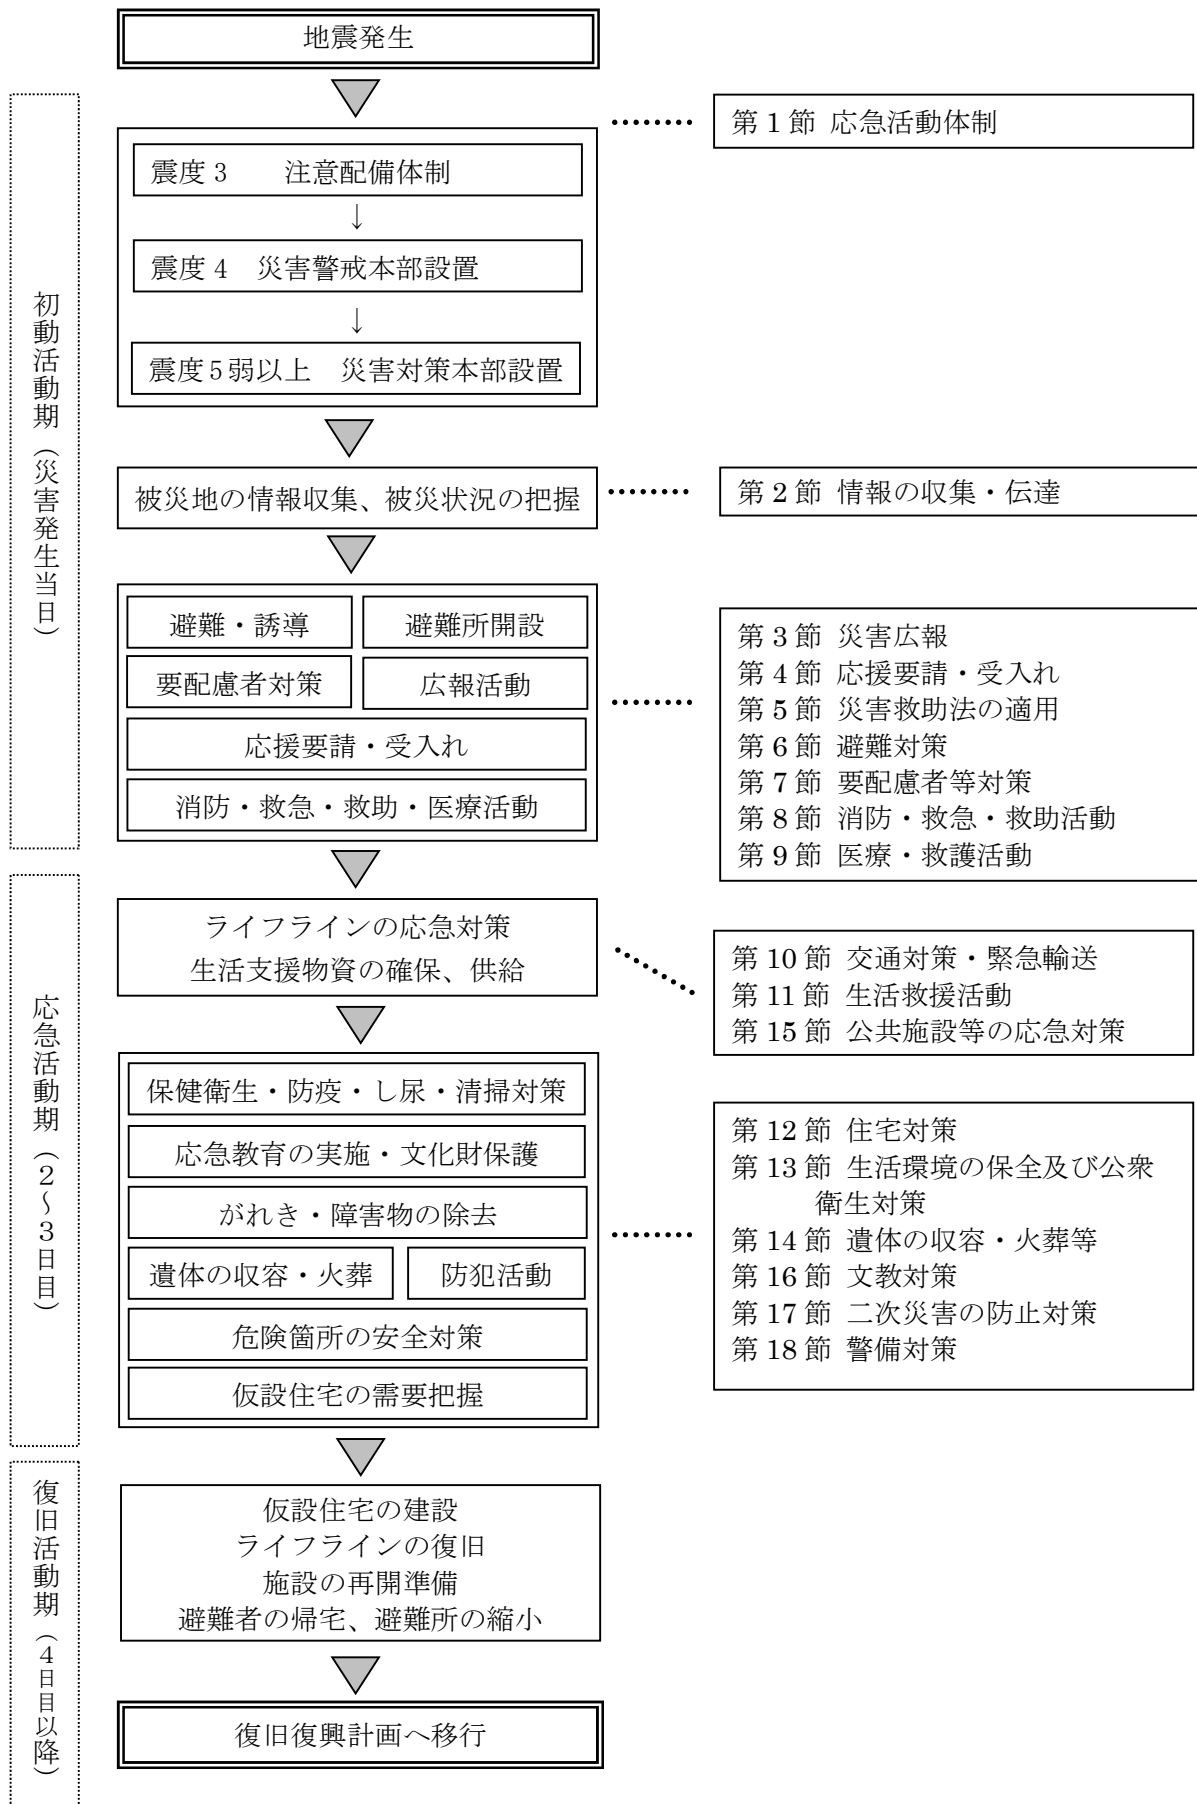 地震発生
第1節 応急活動体制
震度3 注意配備体制
↓
震度4 災害警戒本部設置
↓
震度5弱以上 災害対策本部設置
初動活動期（災害発生当日）
被災地の情報収集、被災状況の把握
第2節 情報の収集・伝達
避難・誘導
避難所開設
要配慮者対策
広報活動
応援要請・受入れ
消防・救急・救助・医療活動
第3節 災害広報
第4節 応援要請・受入れ
第5節 災害救助法の適用
第6節 避難対策
第7節 要配慮者等対策
第8節 消防・救急・救助活動
第9節 医療・救護活動
応急活動期（2～3日目）
ライフラインの応急対策
生活支援物資の確保、供給
第10節 交通対策・緊急輸送
第11節 生活救援活動
第15節 公共施設等の応急対策
保健衛生・防疫・し尿・清掃対策
応急教育の実施・文化財保護
がれき・障害物の除去
遺体の収容・火葬
防犯活動
危険箇所の安全対策
仮設住宅の需要把握
第12節 住宅対策
第13節 生活環境の保全及び公衆
衛生対策
第14節 遺体の収容・火葬等
第16節 文教対策
第17節 二次災害の防止対策
第18節 警備対策
復旧活動期（4日目以降）
仮設住宅の建設
ライフラインの復旧
施設の再開準備
避難者の帰宅、避難所の縮小
復旧復興計画へ移行